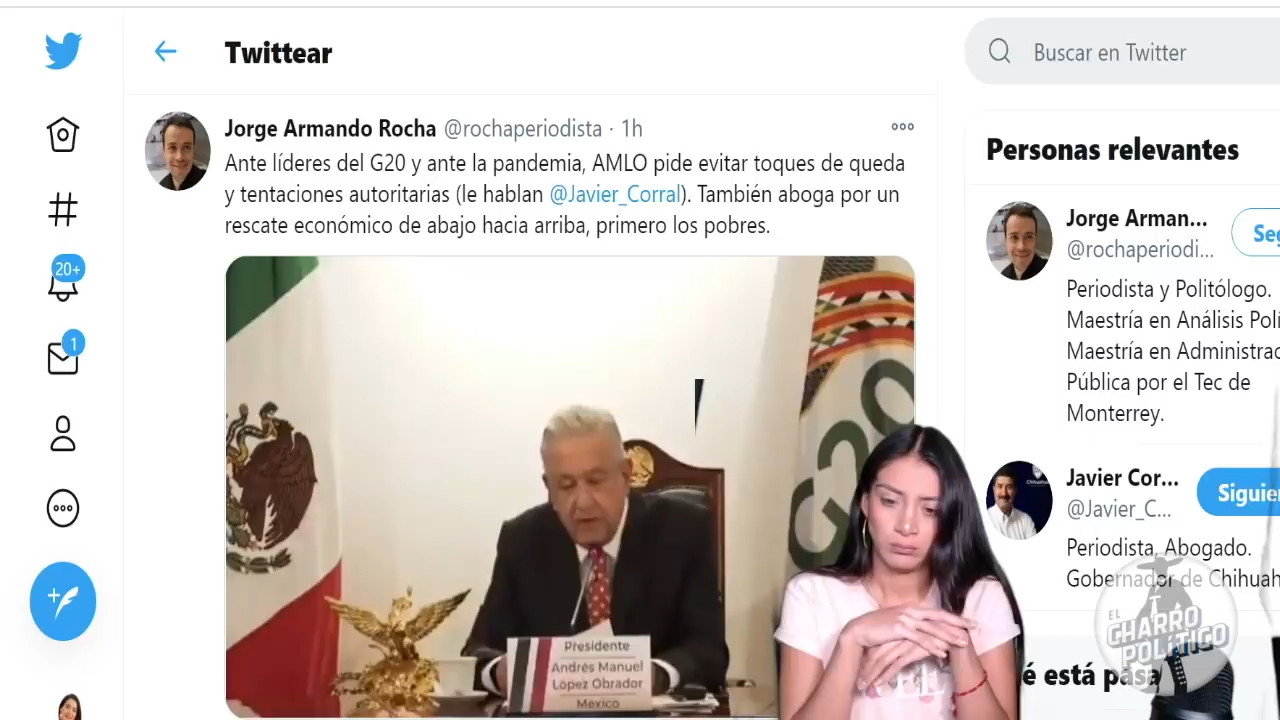 Twittear
Buscar en Twitter
Jorge Armando Rocha @rochaperiodista · 1h
Ante líderes del G20 y ante la pandemia, AMLO pide evitar toques de queda
y tentaciones autoritarias (le hablan @Javier_Corral). También aboga por un
rescate económico de abajo hacia arriba, primero los pobres.
20+
1
G20
Presidente
Andrés Manuel
López Obrador
México
Personas relevantes
Jorge Arman...
@rochaperiodi...
Periodista y Politólogo.
Maestría en Análisis Polí
Maestría en Administrac
Pública por el Tec de
Monterrey.
Javier Cor...
@Javier_C...
Siguien
Periodista, Abogado.
Gobernador de Chihuah
é está pasa
EL
CHARRO
POLÍTICO